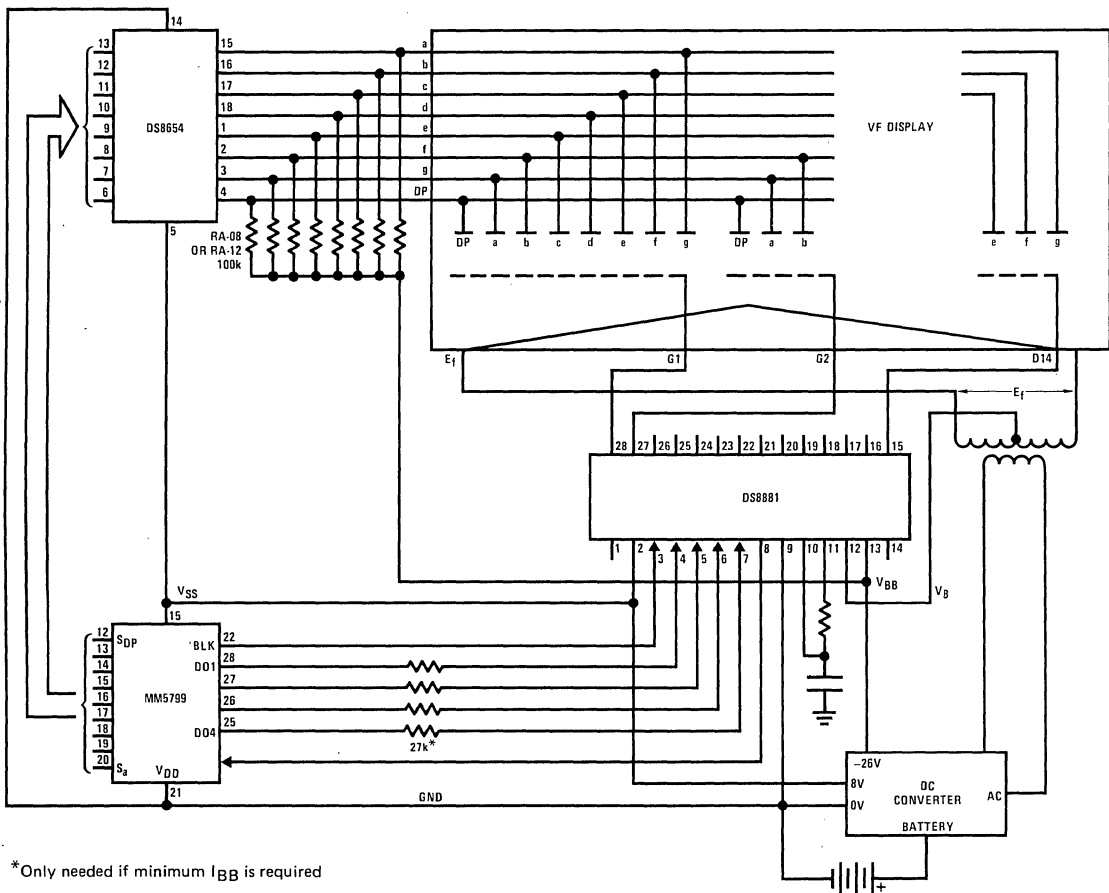 14
13
12
11
10
9
8
7
6
DS8654
15
16
17
18
1
2
3
4
5
a
b
c
d
e
f
g
DP
VF DISPLAY
RA-08
OR RA-12
100k
DP a b c d e f g DP a b e f g
Ef G1 G2 D14
Ef
28 27 26 25 24 23 22 21 20 19 18 17 16 15
DS8881
1 2 3 4 5 6 7 8 9 10 11 12 13 14
VSS
VBB
VB
15
12 SDP
13
14
15
16
17
18
19
20 Sa
MM5799
BLK 22
DO1 28
27
26
DO4 25
27k*
VDD
21
GND
-26V
8V
0V
DC
CONVERTER
AC
BATTERY
+
*Only needed if minimum IBB is required